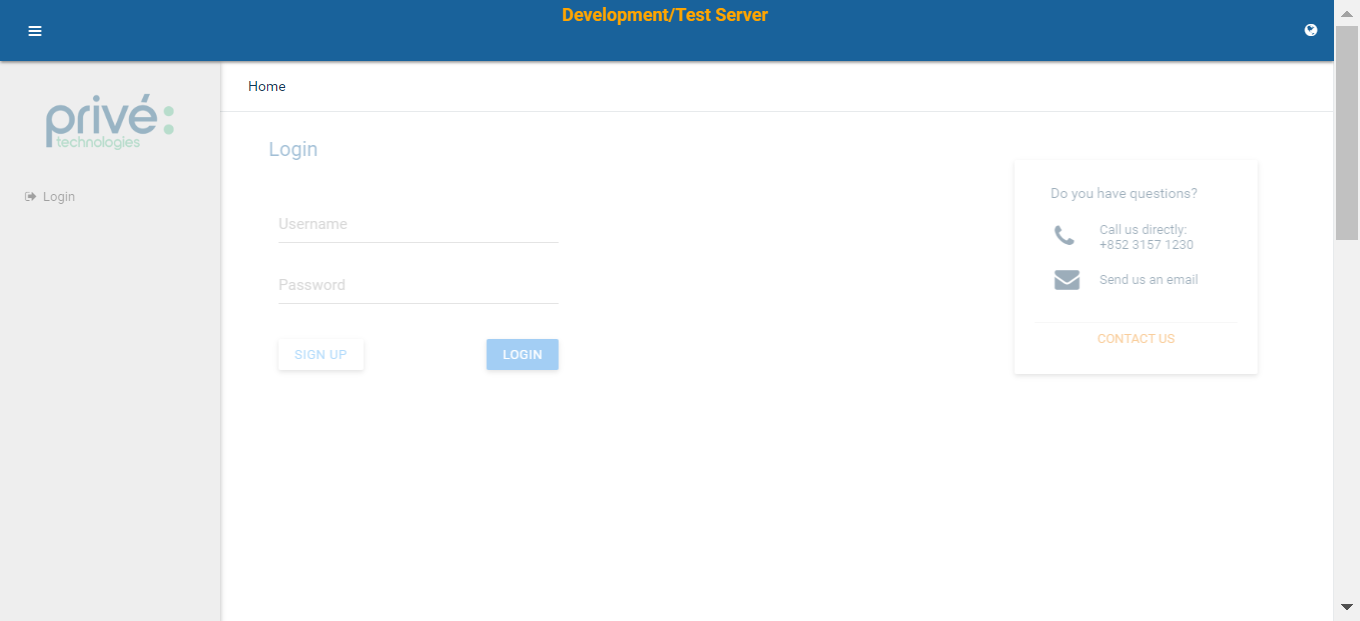 Development/Test Server
Home
privé:
technologies
Login
Login
Username
Password
SIGN UP
LOGIN
Do you have questions?
Call us directly:
+852 3157 1230
Send us an email
CONTACT US